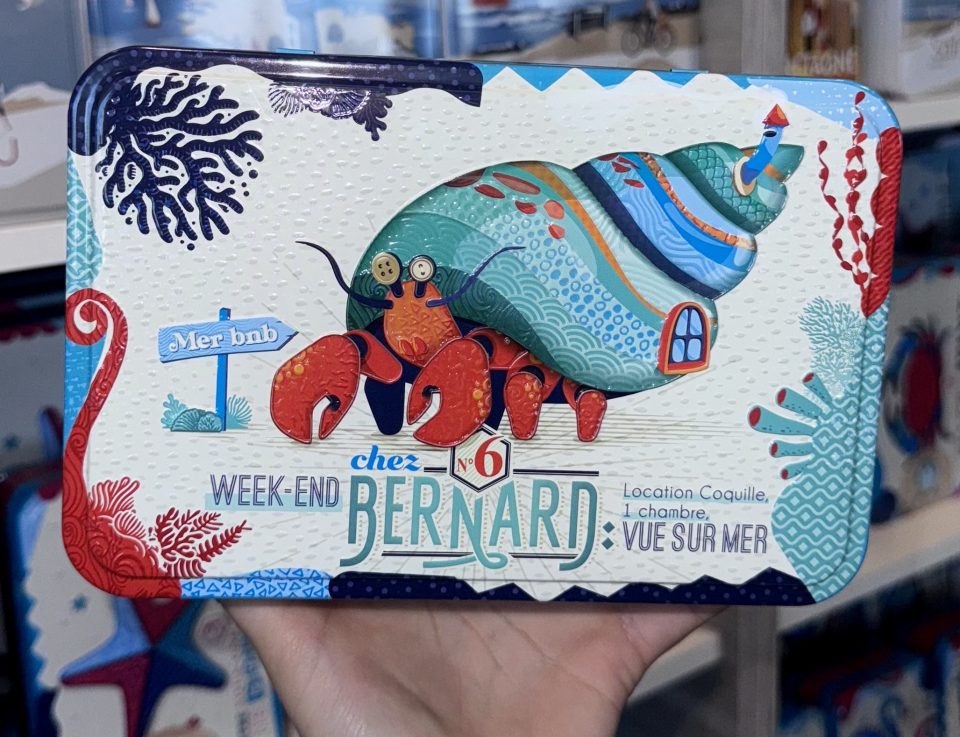 Mer bnb
chez N°6
WEEK-END BERNARD:
Location Coquille,
1 chambre,
VUE SUR MER